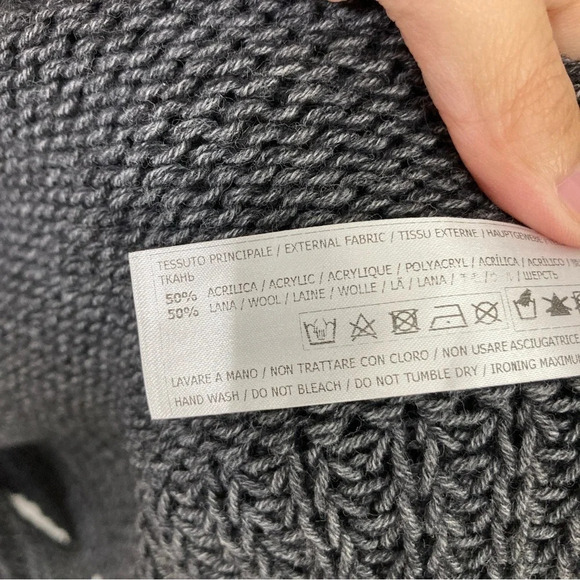 TESSUTO PRINCIPALE / EXTERNAL FABRIC / TISSU EXTERNE / HAUPTGEWEBE
ТКАНЬ
50% ACRILICA / ACRYLIC / ACRYLIQUE / POLYACRYL / ACRÍLICA / ACRÍLICO /
50% LANA / WOOL / LAINE / WOLLE / LÃ / LANA / / / ШЕРСТЬ
LAVARE A MANO / NON TRATTARE CON CLORO / NON USARE ASCIUGATRICE
HAND WASH / DO NOT BLEACH / DO NOT TUMBLE DRY / IRONING MAXIMU